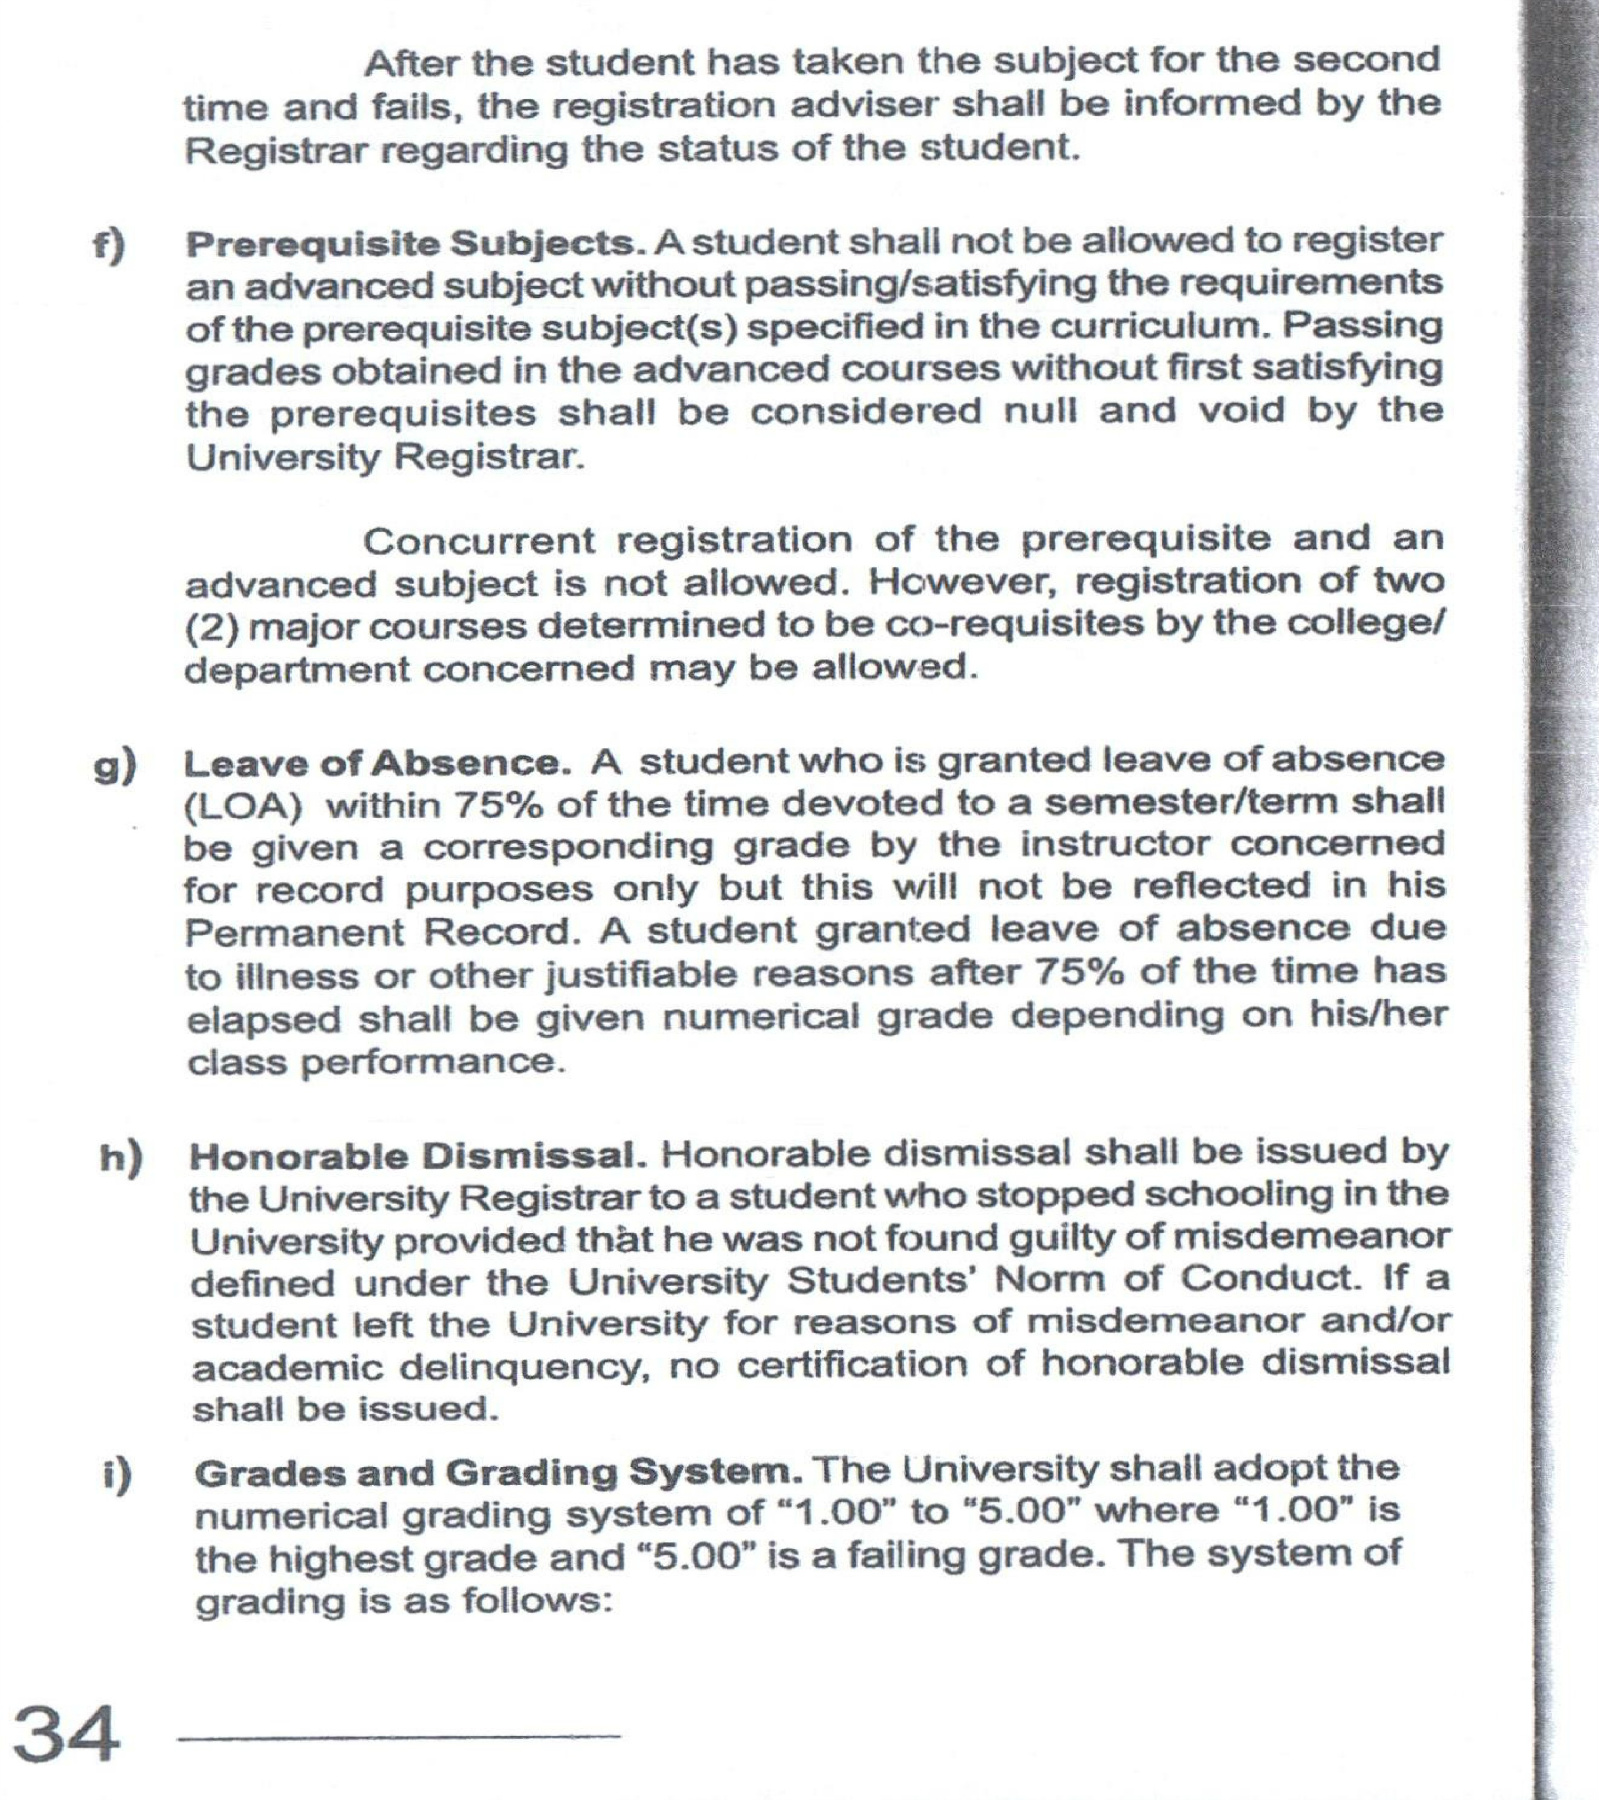 After the student has taken the subject for the second
time and fails, the registration adviser shall be informed by the
Registrar regarding the status of the student.
f) Prerequisite Subjects. A student shall not be allowed to register
an advanced subject without passing/satisfying the requirements
of the prerequisite subject(s) specified in the curriculum. Passing
grades obtained in the advanced courses without first satisfying
the prerequisites shall be considered null and void by the
University Registrar.
Concurrent registration of the prerequisite and an
advanced subject is not allowed. However, registration of two
(2) major courses determined to be co-requisites by the college/
department concerned may be allowed.
g) Leave of Absence. A student who is granted leave of absence
(LOA) within 75% of the time devoted to a semester/term shall
be given a corresponding grade by the instructor concerned
for record purposes only but this will not be reflected in his
Permanent Record. A student granted leave of absence due
to illness or other justifiable reasons after 75% of the time has
elapsed shall be given numerical grade depending on his/her
class performance.
h) Honorable Dismissal. Honorable dismissal shall be issued by
the University Registrar to a student who stopped schooling in the
University provided that he was not found guilty of misdemeanor
defined under the University Students' Norm of Conduct. If a
student left the University for reasons of misdemeanor and/or
academic delinquency, no certification of honorable dismissal
shall be issued.
i) Grades and Grading System. The University shall adopt the
numerical grading system of “1.00” to “5.00” where “1.00” is
the highest grade and “5.00” is a failing grade. The system of
grading is as follows:
34